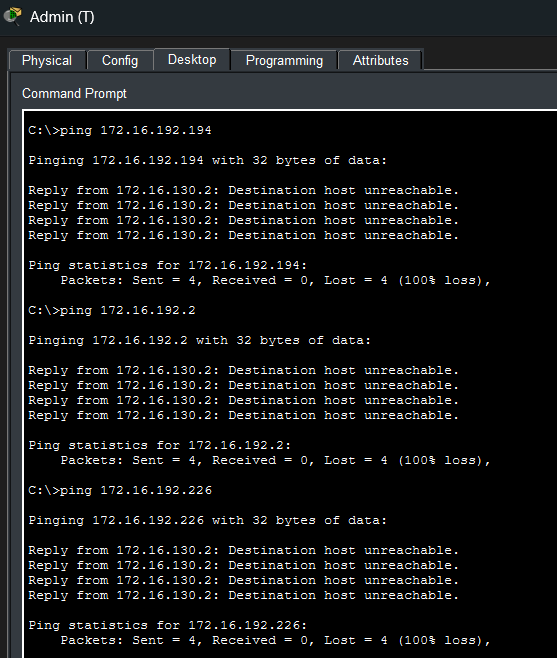 Admin (T)
Physical Config Desktop Programming Attributes
Command Prompt
C:\>ping 172.16.192.194
Pinging 172.16.192.194 with 32 bytes of data:
Reply from 172.16.130.2: Destination host unreachable.
Reply from 172.16.130.2: Destination host unreachable.
Reply from 172.16.130.2: Destination host unreachable.
Reply from 172.16.130.2: Destination host unreachable.
Ping statistics for 172.16.192.194:
    Packets: Sent = 4, Received = 0, Lost = 4 (100% loss),
C:\>ping 172.16.192.2
Pinging 172.16.192.2 with 32 bytes of data:
Reply from 172.16.130.2: Destination host unreachable.
Reply from 172.16.130.2: Destination host unreachable.
Reply from 172.16.130.2: Destination host unreachable.
Reply from 172.16.130.2: Destination host unreachable.
Ping statistics for 172.16.192.2:
    Packets: Sent = 4, Received = 0, Lost = 4 (100% loss),
C:\>ping 172.16.192.226
Pinging 172.16.192.226 with 32 bytes of data:
Reply from 172.16.130.2: Destination host unreachable.
Reply from 172.16.130.2: Destination host unreachable.
Reply from 172.16.130.2: Destination host unreachable.
Reply from 172.16.130.2: Destination host unreachable.
Ping statistics for 172.16.192.226:
    Packets: Sent = 4, Received = 0, Lost = 4 (100% loss),